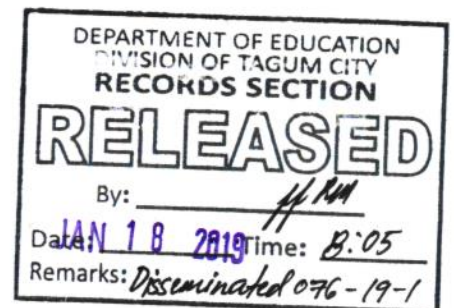 DEPARTMENT OF EDUCATION
DIVISION OF TAGUM CITY
RECORDS SECTION
RELEASED
By:
Date: JAN 18 2019 Time: 8:05
Remarks: Disseminated 076-19-1